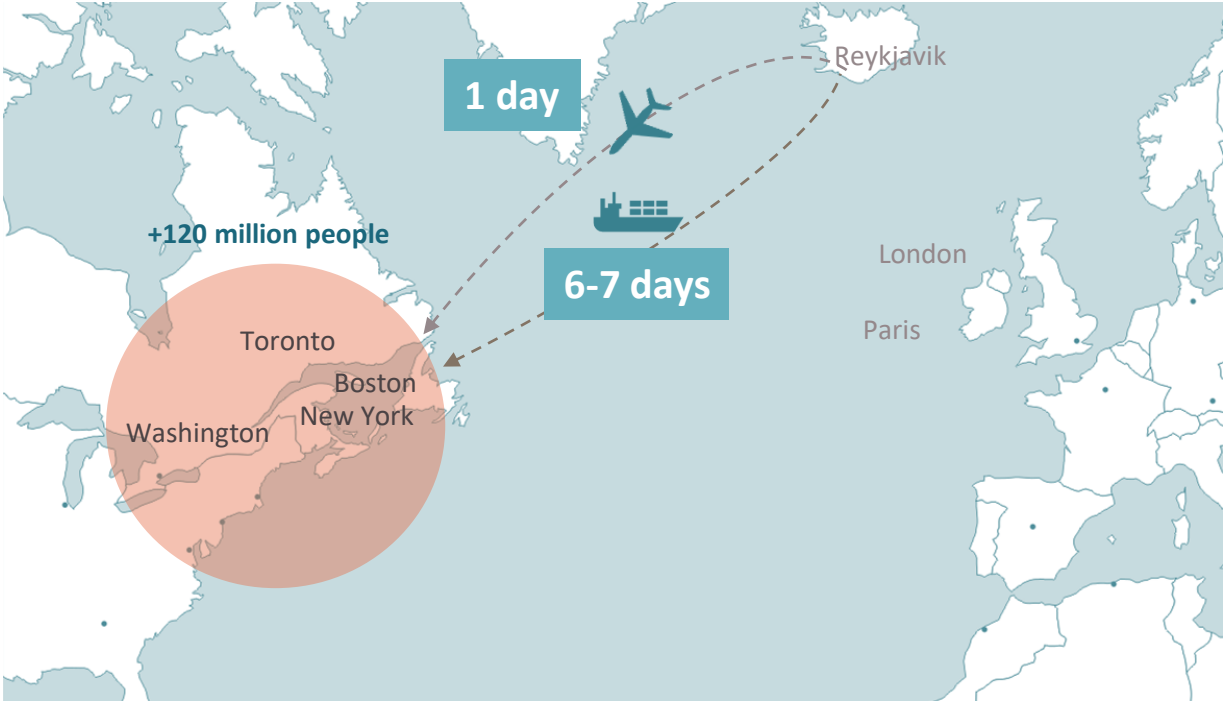 Reykjavik
1 day
+120 million people
London
6-7 days
Paris
Toronto
Boston
New York
Washington